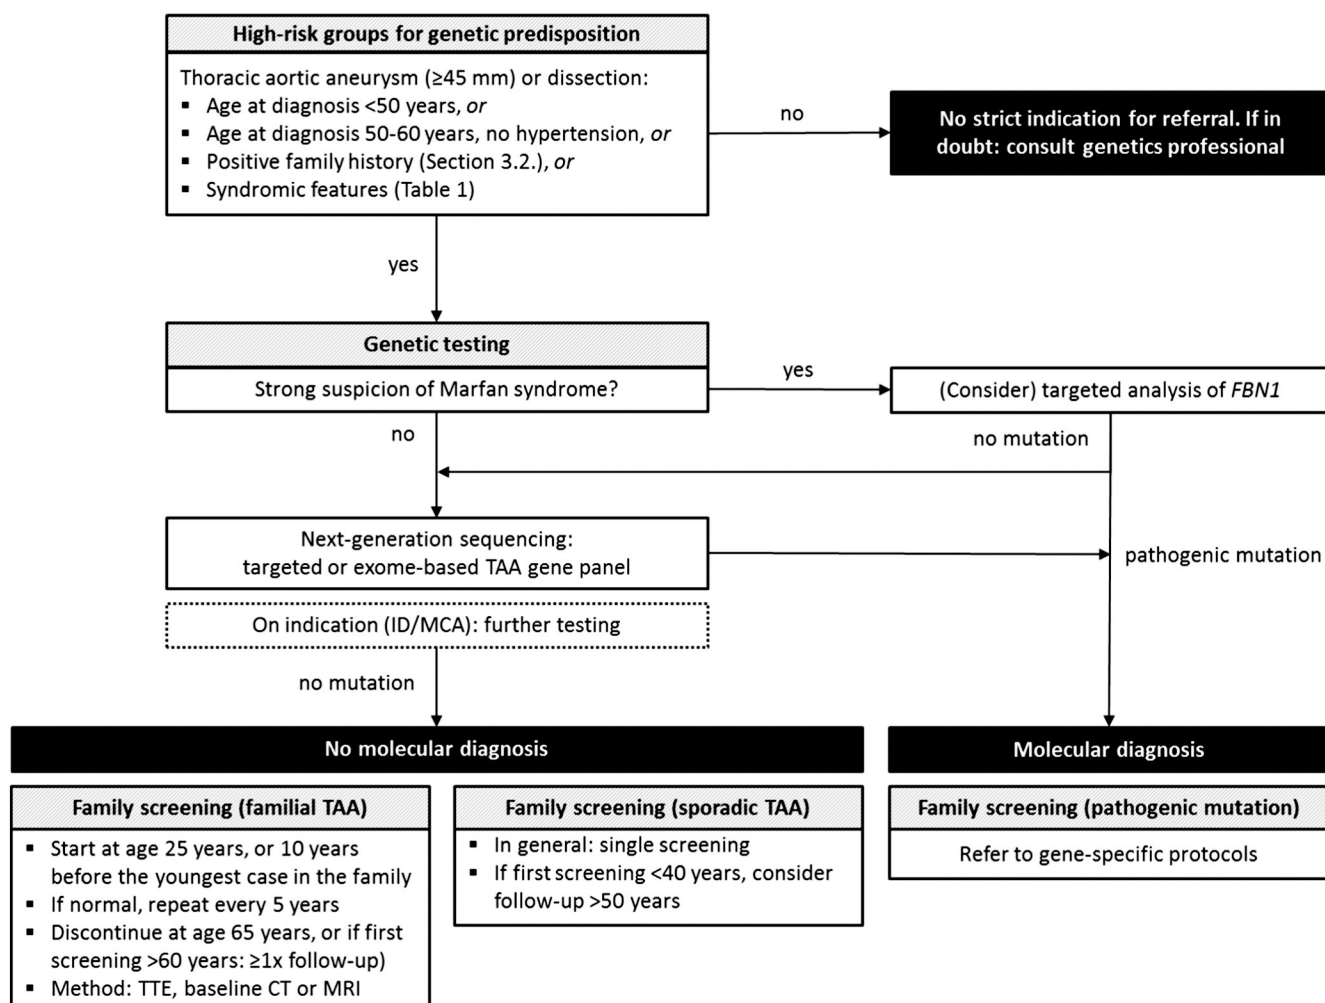 High-risk groups for genetic predisposition
Thoracic aortic aneurysm (≥45 mm) or dissection:
▪ Age at diagnosis <50 years, or
▪ Age at diagnosis 50-60 years, no hypertension, or
▪ Positive family history (Section 3.2.), or
▪ Syndromic features (Table 1)
no
No strict indication for referral. If in
doubt: consult genetics professional
yes
Genetic testing
Strong suspicion of Marfan syndrome?
yes
(Consider) targeted analysis of FBN1
no
no mutation
Next-generation sequencing:
targeted or exome-based TAA gene panel
pathogenic mutation
On indication (ID/MCA): further testing
no mutation
No molecular diagnosis
Molecular diagnosis
Family screening (familial TAA)
▪ Start at age 25 years, or 10 years
before the youngest case in the family
▪ If normal, repeat every 5 years
▪ Discontinue at age 65 years, or if first
screening >60 years: ≥1x follow-up)
▪ Method: TTE, baseline CT or MRI
Family screening (sporadic TAA)
▪ In general: single screening
▪ If first screening <40 years, consider
follow-up >50 years
Family screening (pathogenic mutation)
Refer to gene-specific protocols